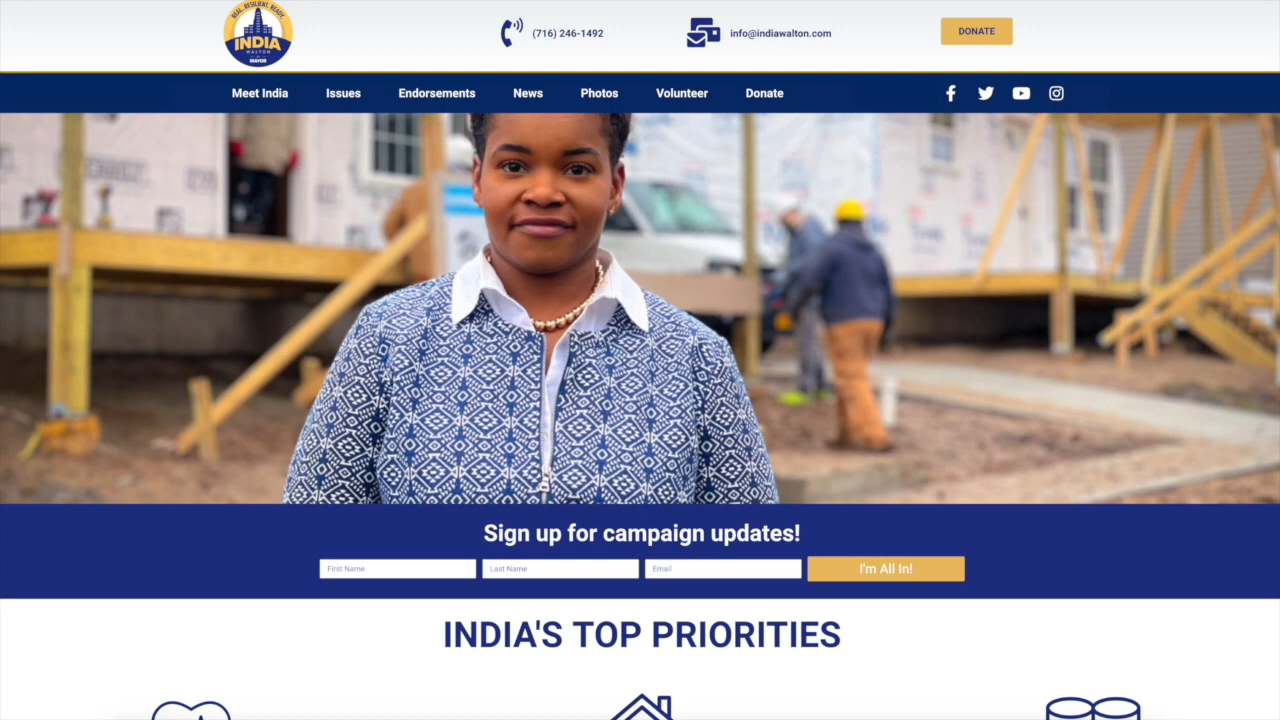 REAL. RESILIENT. READY.
INDIA
WALTON
MAYOR
(716) 246-1492
info@indiawalton.com
DONATE
Meet India
Issues
Endorsements
News
Photos
Volunteer
Donate
Sign up for campaign updates!
First Name
Last Name
Email
I'm All In!
INDIA'S TOP PRIORITIES